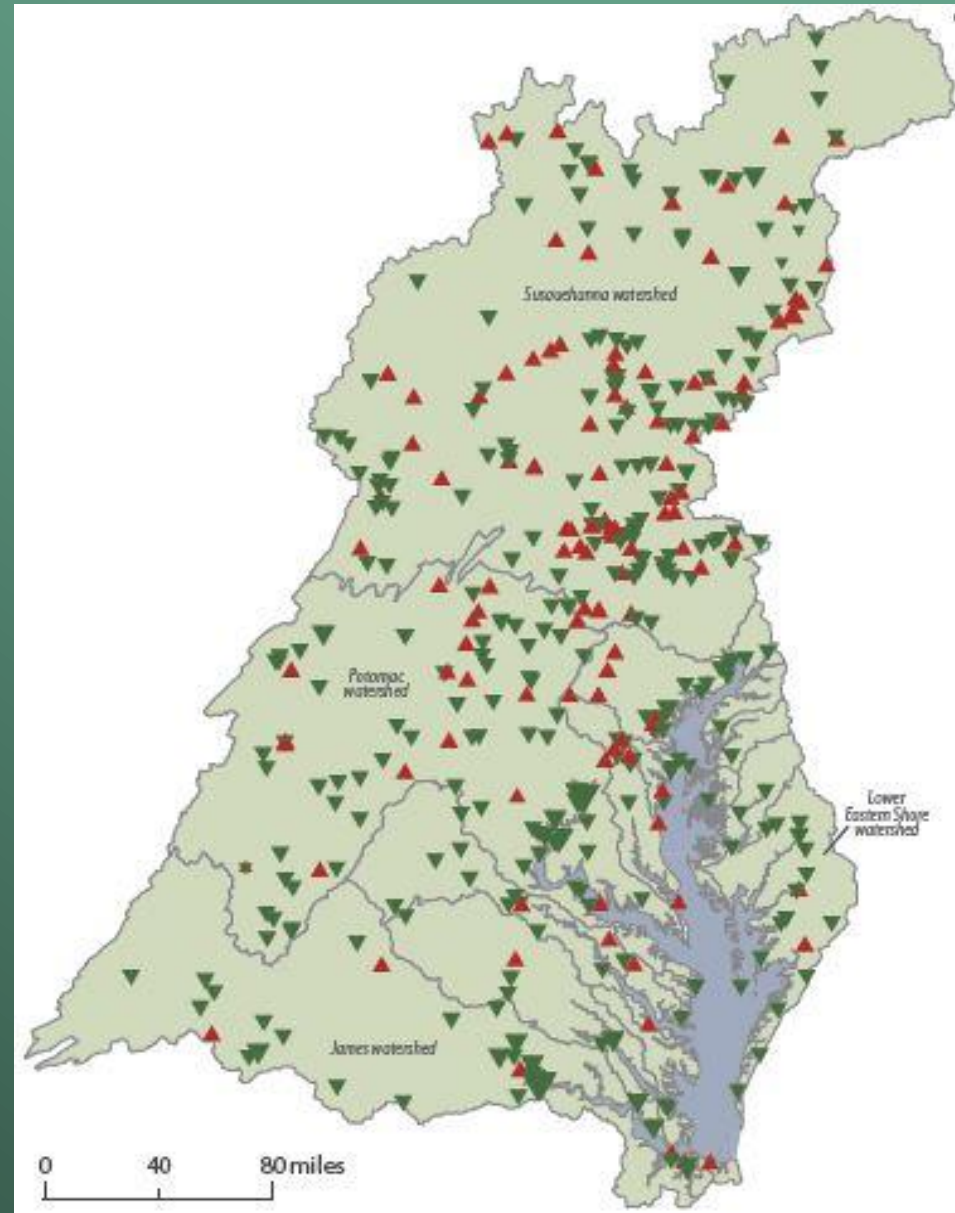 Susquehanna watershed
Potomac
watershed
Lower
Eastern Shore
watershed
James watershed
0 40 80 miles